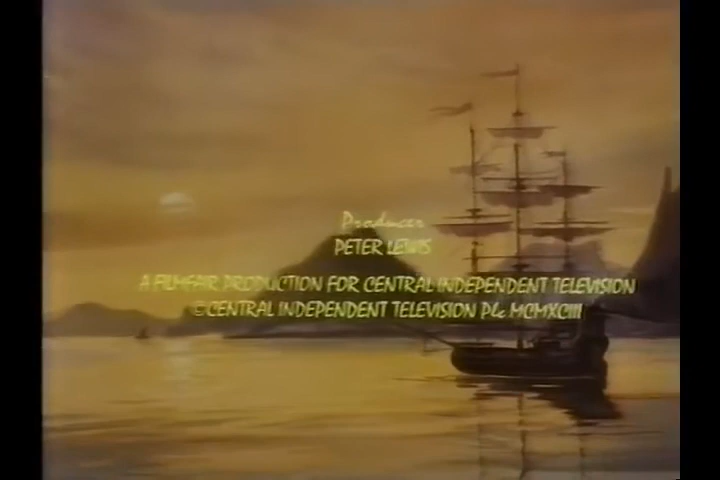 Producer
PETER LEWIS
A FILMFAIR PRODUCTION FOR CENTRAL INDEPENDENT TELEVISION
© CENTRAL INDEPENDENT TELEVISION Plc MCMXCIII